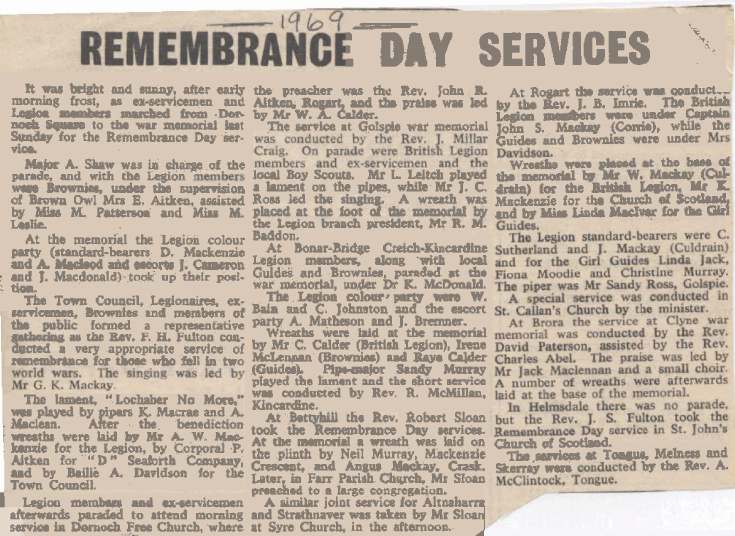 1969
REMEMBRANCE DAY SERVICES
It was bright and sunny, after early
morning frost, as ex-servicemen and
Legion members marched from Dor-
noch Square to the war memorial last
Sunday for the Remembrance Day ser-
vice.
Major A. Shaw was in charge of the
parade, and with the Legion members
were Brownies, under the supervision
of Brown Owl Mrs E. Aitken, assisted
by Miss M. Patterson and Miss M.
Leslie.
At the memorial the Legion colour
party (standard-bearers D. Mackenzie
and A. Macleod and escorts J. Cameron
and J. Macdonald) took up their posi-
tion.
The Town Council, Legionaires, ex-
servicemen, Brownies and members of
the public formed a representative
gathering as the Rev. F. H. Fulton con-
ducted a very appropriate service of
remembrance for those who fell in two
world wars. The singing was led by
Mr G. K. Mackay.
The lament, "Lochaber No More,"
was played by pipers K. Macrae and A.
Maclean. After the benediction
wreaths were laid by Mr A. W. Mac-
kenzie for the Legion, by Corporal P.
Aitken for "D" Seaforth Company,
and by Bailie A. Davidson for the
Town Council.
Legion members and ex-servicemen
afterwards paraded to attend morning
service in Dornoch Free Church, where
the preacher was the Rev. John R.
Aitken, Rogart, and the praise was led
by Mr W. A. Calder.
The service at Golspie war memorial
was conducted by the Rev. J. Millar
Craig. On parade were British Legion
members and ex-servicemen and the
local Boy Scouts. Mr L. Leitch played
a lament on the pipes, while Mr J. C.
Ross led the singing. A wreath was
placed at the foot of the memorial by
the Legion branch president, Mr R. M.
Baddon.
At Bonar-Bridge Creich-Kincardine
Legion members, along with local
Guides and Brownies, paraded at the
war memorial, under Dr K. McDonald.
The Legion colour party were W.
Bain and C. Johnston and the escort
party A. Matheson and J. Bremner.
Wreaths were laid at the memorial
by Mr C. Calder (British Legion), Irene
McLennan (Brownies) and Raye Calder
(Guides). Pipe-major Sandy Murray
played the lament and the short service
was conducted by Rev. R. McMillan,
Kincardine.
At Bettyhill the Rev. Robert Sloan
took the Remembrance Day services.
At the memorial a wreath was laid on
the plinth by Neil Murray, Mackenzie
Crescent, and Angus Mackay, Crask.
Later, in Farr Parish Church, Mr Sloan
preached to a large congregation.
A similar joint service for Altnaharra
and Strathnaver was taken by Mr Sloan
at Syre Church, in the afternoon.
At Rogart the service was conduct
by the Rev. J. B. Imrie. The British
Legion members were under Captain
John S. Mackay (Corrie), while the
Guides and Brownies were under Mrs
Davidson.
Wreaths were placed at the base of
the memorial by Mr W. Mackay (Cul-
drain) for the British Legion, Mr K.
Mackenzie for the Church of Scotland,
and by Miss Linda MacIver for the Girl
Guides.
The Legion standard-bearers were C.
Sutherland and J. Mackay (Culdrain)
and for the Girl Guides Linda Jack,
Fiona Moodie and Christine Murray.
The piper was Mr Sandy Ross, Golspie.
A special service was conducted in
St. Callan's Church by the minister.
At Brora the service at Clyne war
memorial was conducted by the Rev.
David Paterson, assisted by the Rev.
Charles Abel. The praise was led by
Mr Jack Maclennan and a small choir.
A number of wreaths were afterwards
laid at the base of the memorial.
In Helmsdale there was no parade,
but the Rev. J. S. Fulton took the
Remembrance Day service in St. John's
Church of Scotland.
The services at Tongue, Melness and
Skerray were conducted by the Rev. A.
McClintock, Tongue.